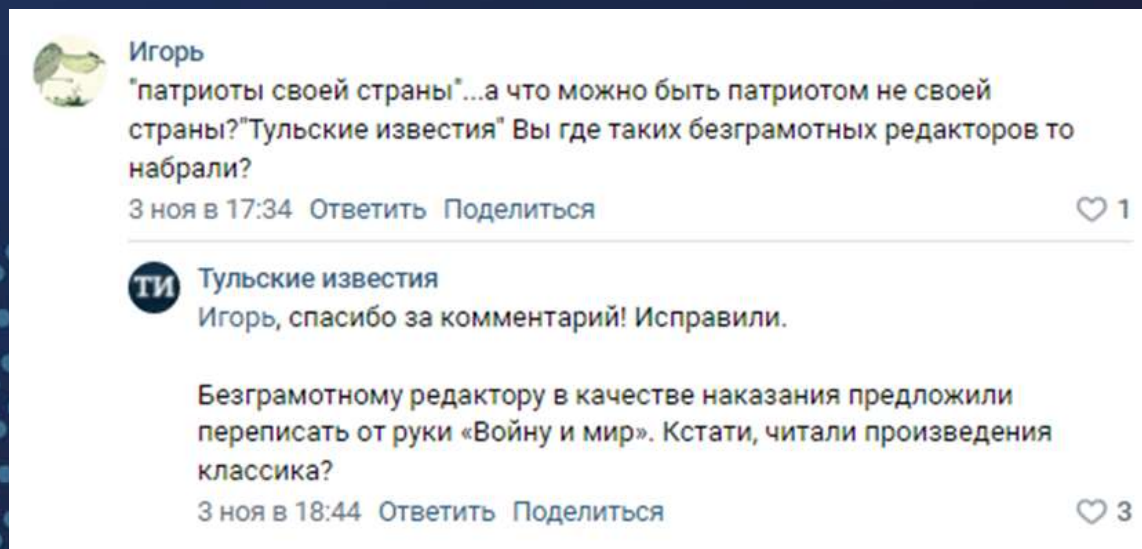 Игорь
"патриоты своей страны"...а что можно быть патриотом не своей
страны?"Тульские известия" Вы где таких безграмотных редакторов то
набрали?
3 ноя в 17:34 Ответить Поделиться 1
ТИ
Тульские известия
Игорь, спасибо за комментарий! Исправили.
Безграмотному редактору в качестве наказания предложили
переписать от руки «Войну и мир». Кстати, читали произведения
классика?
3 ноя в 18:44 Ответить Поделиться 3